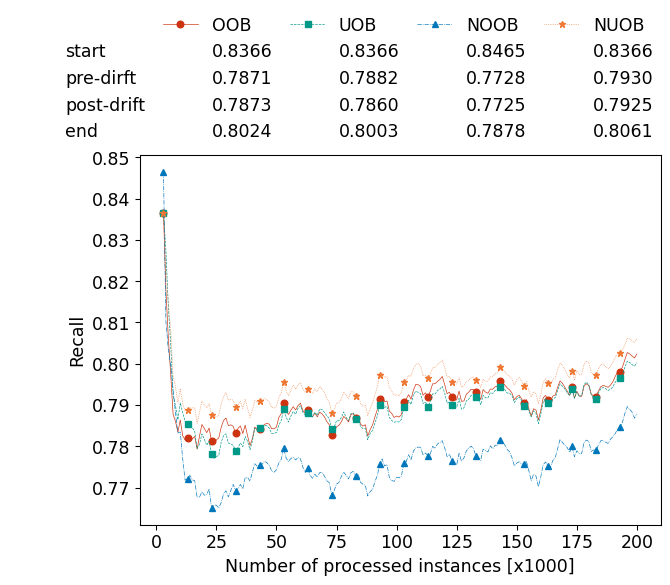 OOB UOB NOOB NUOB
start 0.8366 0.8366 0.8465 0.8366
pre-dirft 0.7871 0.7882 0.7728 0.7930
post-drift 0.7873 0.7860 0.7725 0.7925
end 0.8024 0.8003 0.7878 0.8061
0.85
0.84
0.83
0.82
0.81
0.80
0.79
0.78
0.77
Recall
0 25 50 75 100 125 150 175 200
Number of processed instances [x1000]